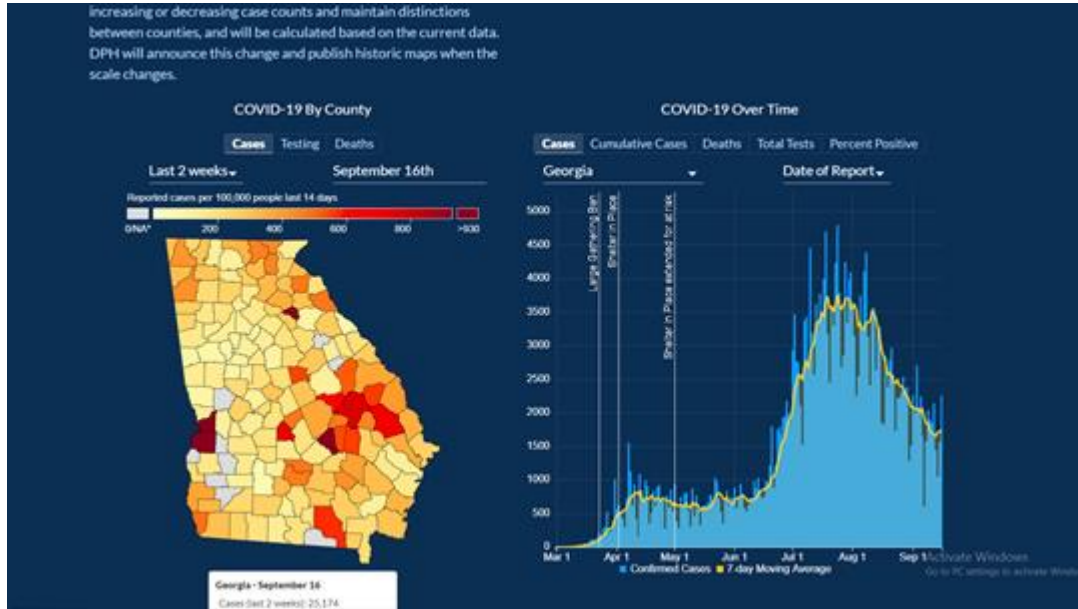 increasing or decreasing case counts and maintain distinctions
between counties, and will be calculated based on the current data.
DPH will announce this change and publish historic maps when the
scale changes.
COVID-19 By County
Cases Testing Deaths
Last 2 weeks
September 16th
Reported cases per 100,000 people last 14 days
0/NA*
200
400
600
800
>930
Georgia - September 16
Cases (last 2 weeks): 25,174
COVID-19 Over Time
Cases Cumulative Cases Deaths Total Tests Percent Positive
Georgia
Date of Report
5000
4500
4000
3500
3000
2500
2000
1500
1000
500
0
Large Gathering Ban
Shelter in Place
Shelter in Place extended for at risk
Mar 1
Apr 1
May 1
Jun 1
Jul 1
Aug 1
Sep 1
Confirmed Cases
7-day Moving Average
Activate Windows
Go to PC settings to activate